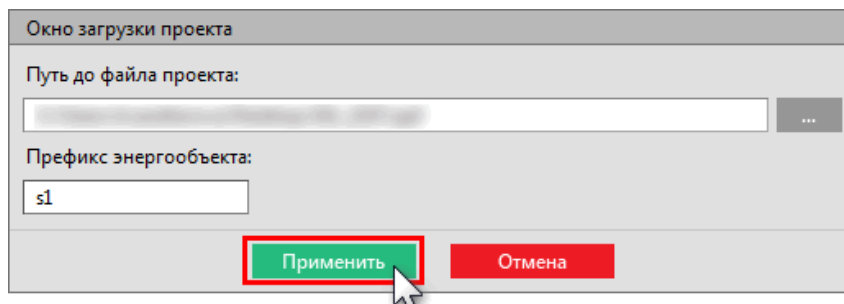 Окно загрузки проекта
Путь до файла проекта:
...
Префикс энергообъекта:
s1
Применить Отмена